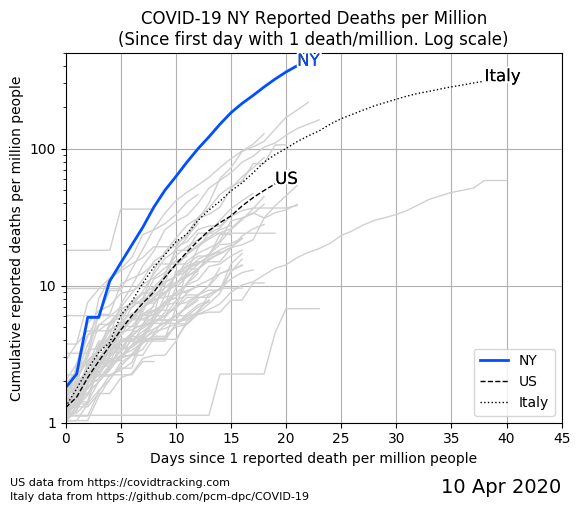 COVID-19 NY Reported Deaths per Million
(Since first day with 1 death/million. Log scale)
NY
Italy
US
Cumulative reported deaths per million people
100
10
1
0 5 10 15 20 25 30 35 40 45
Days since 1 reported death per million people
NY
US
Italy
US data from https://covidtracking.com
Italy data from https://github.com/pcm-dpc/COVID-19
10 Apr 2020